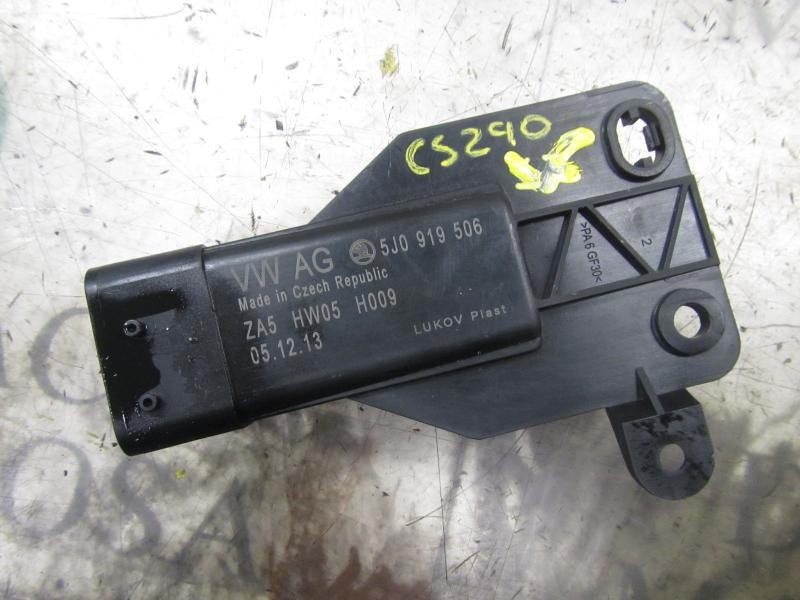 CS290
VW AG 5J0 919 506
Made in Czech Republic
ZA5 HW05 H009
05.12.13
LUKOV Plast
>PA 6 GF30<
2